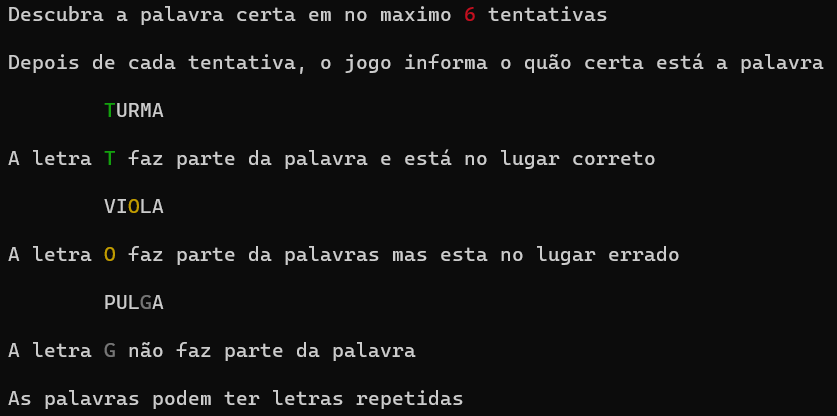 Descubra a palavra certa em no maximo 6 tentativas
Depois de cada tentativa, o jogo informa o quão certa está a palavra
TURMA
A letra T faz parte da palavra e está no lugar correto
VIOLA
A letra O faz parte da palavras mas esta no lugar errado
PULGA
A letra G não faz parte da palavra
As palavras podem ter letras repetidas